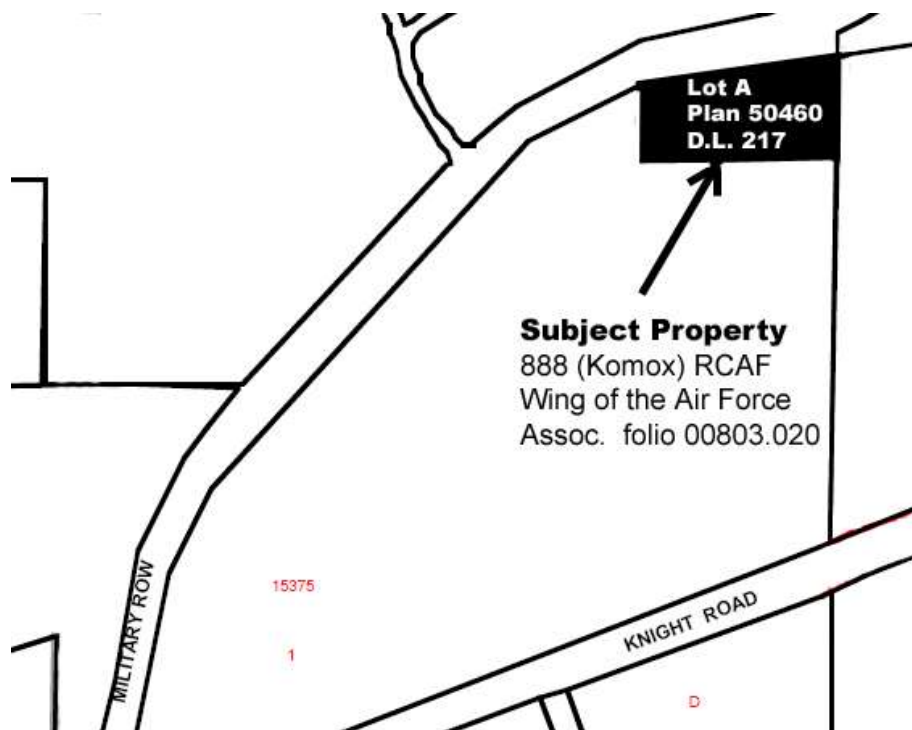 Lot A
Plan 50460
D.L. 217
Subject Property
888 (Komox) RCAF
Wing of the Air Force
Assoc. folio 00803.020
15375
MILITARY ROW
KNIGHT ROAD
1
D